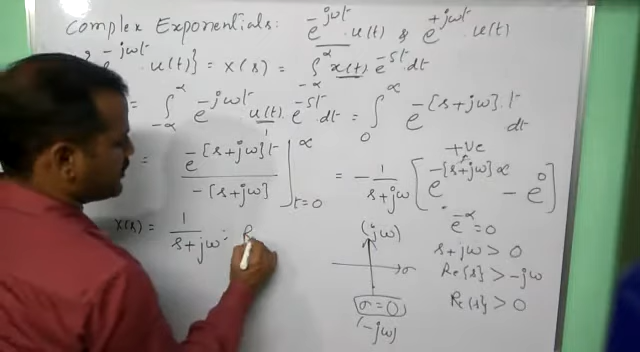 Complex Exponentials: e^{-jωt}.u(t) & e^{+jωt}.u(t)
e^{-jωt}.u(t)} = X(s) = ∫_{-∞}^{∞} x(t) e^{-st}.dt
= ∫_{-∞}^{∞} e^{-jωt} u(t).e^{-st}.dt = ∫_{0}^{∞} e^{-[s+jω].t} dt
= e^{-[s+jω]t} / -[s+jω] |_{t=0}^{∞} = - 1/(s+jω) [e^{-[s+jω]∞} - e^{0}]
+ve
X(s) = 1/(s+jω) : R
e^{-∞} = 0
s+jω > 0
Re{s} > -jω
Re{s} > 0
(jω)
σ
σ=0
(-jω)